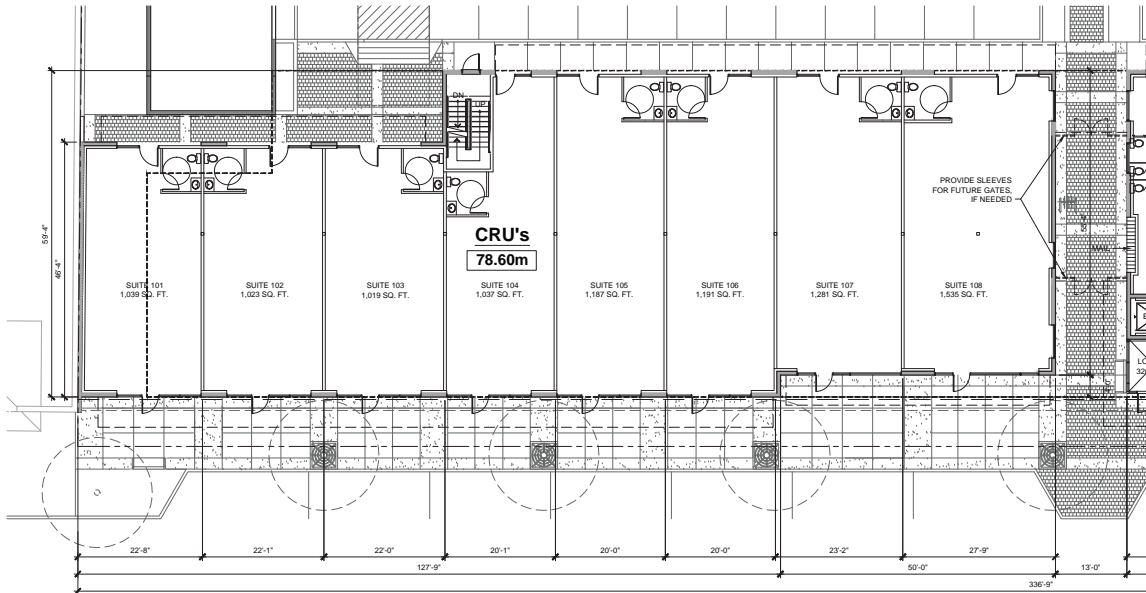 DN
UP
PROVIDE SLEEVES
FOR FUTURE GATES,
IF NEEDED
59'-4"
46'-4"
CRU's
78.60m
MAIL
SUITE 101
1,039 SQ. FT.
SUITE 102
1,023 SQ. FT.
SUITE 103
1,019 SQ. FT.
SUITE 104
1,037 SQ. FT.
SUITE 105
1,187 SQ. FT.
SUITE 106
1,191 SQ. FT.
SUITE 107
1,281 SQ. FT.
SUITE 108
1,535 SQ. FT.
22'-8"
22'-1"
22'-0"
20'-1"
20'-0"
20'-0"
23'-2"
27'-9"
127'-9"
50'-0"
13'-0"
336'-9"